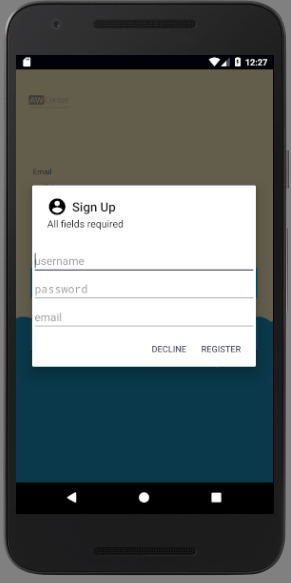 12:27
Email
Sign Up
All fields required
username
password
email
DECLINE REGISTER